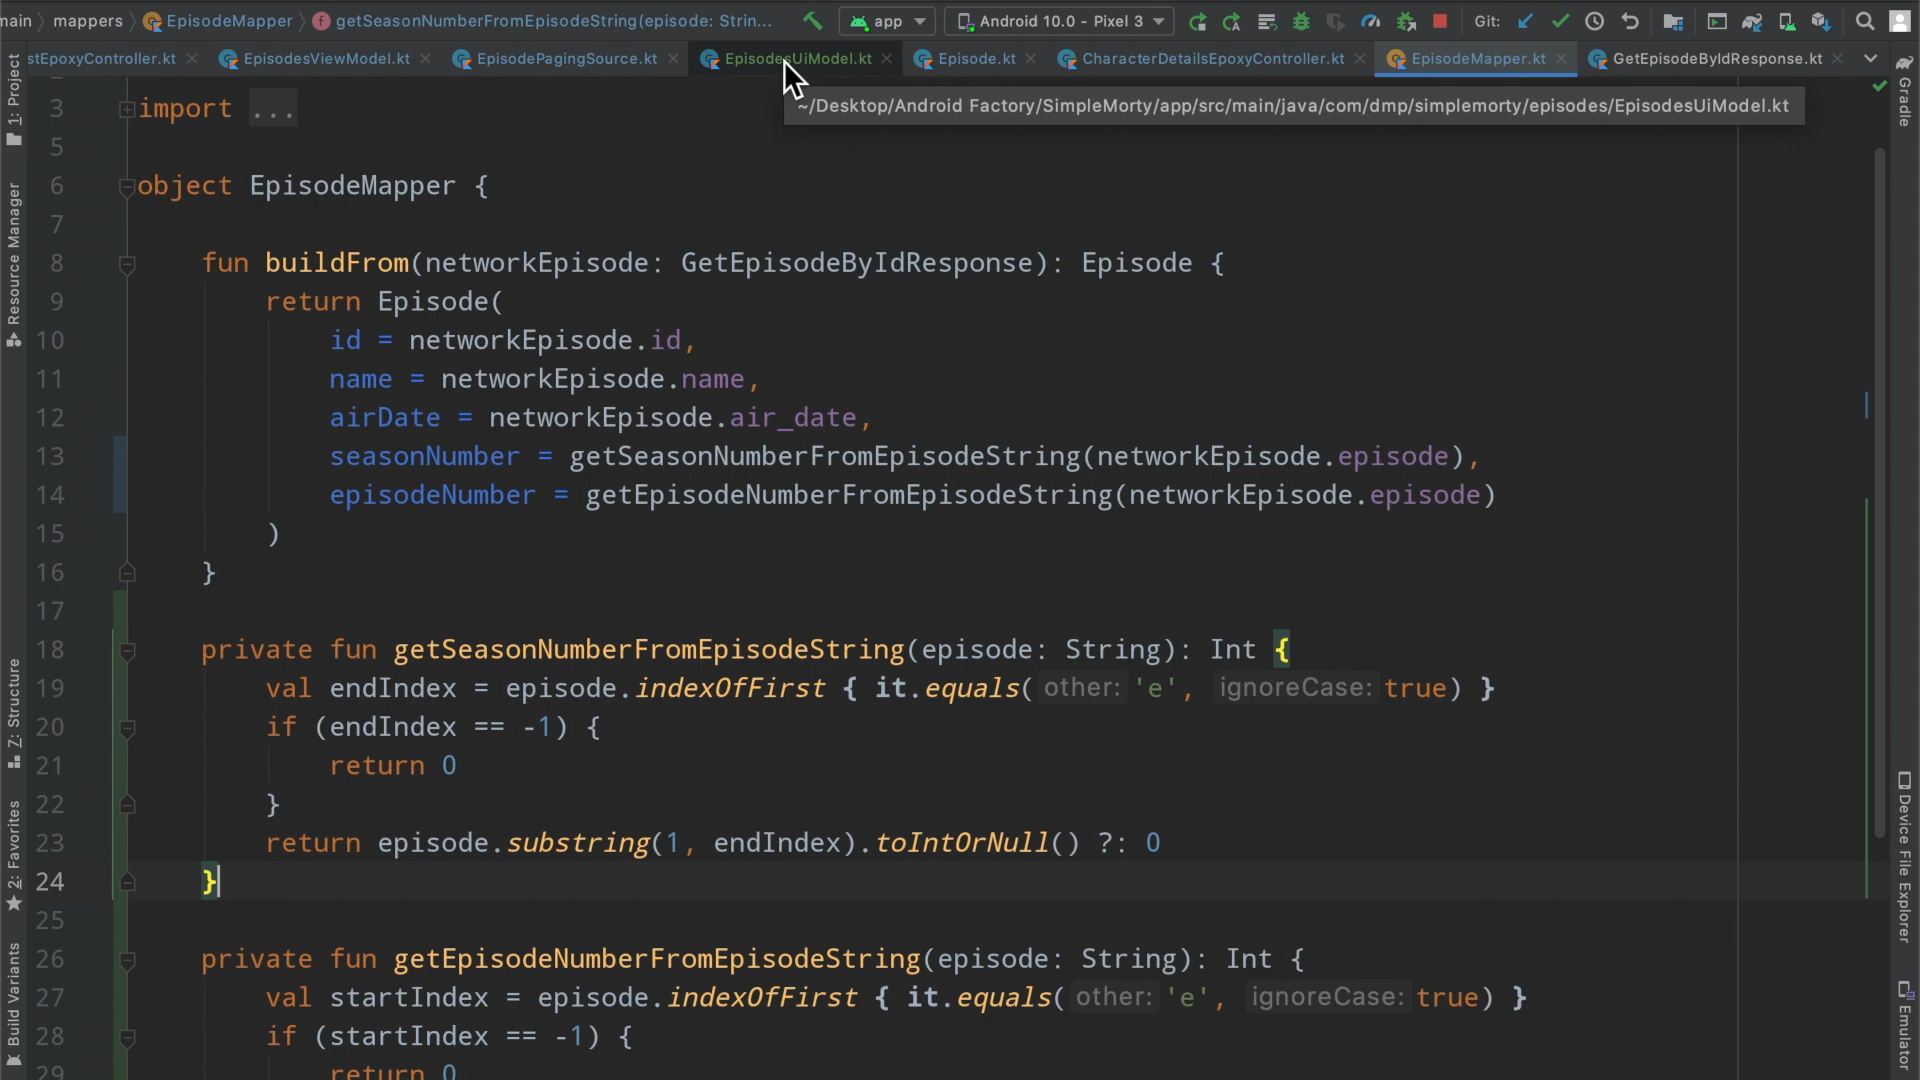 main
mappers
EpisodeMapper
getSeasonNumberFromEpisodeString(episode: Strin...
app
Android 10.0 - Pixel 3
Git:
stEpoxyController.kt
EpisodesViewModel.kt
EpisodePagingSource.kt
EpisodesUiModel.kt
Episode.kt
CharacterDetailsEpoxyController.kt
EpisodeMapper.kt
GetEpisodeByIdResponse.kt
~/Desktop/Android Factory/SimpleMorty/app/src/main/java/com/dmp/simplemorty/episodes/EpisodesUiModel.kt
1: Project
Resource Manager
Z: Structure
2: Favorites
Build Variants
Gradle
Device File Explorer
Emulator
3 import ...
5
6 object EpisodeMapper {
7
8 fun buildFrom(networkEpisode: GetEpisodeByIdResponse): Episode {
9 return Episode(
10 id = networkEpisode.id,
11 name = networkEpisode.name,
12 airDate = networkEpisode.air_date,
13 seasonNumber = getSeasonNumberFromEpisodeString(networkEpisode.episode),
14 episodeNumber = getEpisodeNumberFromEpisodeString(networkEpisode.episode)
15 )
16 }
17
18 private fun getSeasonNumberFromEpisodeString(episode: String): Int {
19 val endIndex = episode.indexOfFirst { it.equals( other: 'e', ignoreCase: true) }
20 if (endIndex == -1) {
21 return 0
22 }
23 return episode.substring(1, endIndex).toIntOrNull() ?: 0
24 }
25
26 private fun getEpisodeNumberFromEpisodeString(episode: String): Int {
27 val startIndex = episode.indexOfFirst { it.equals( other: 'e', ignoreCase: true) }
28 if (startIndex == -1) {
29 return 0